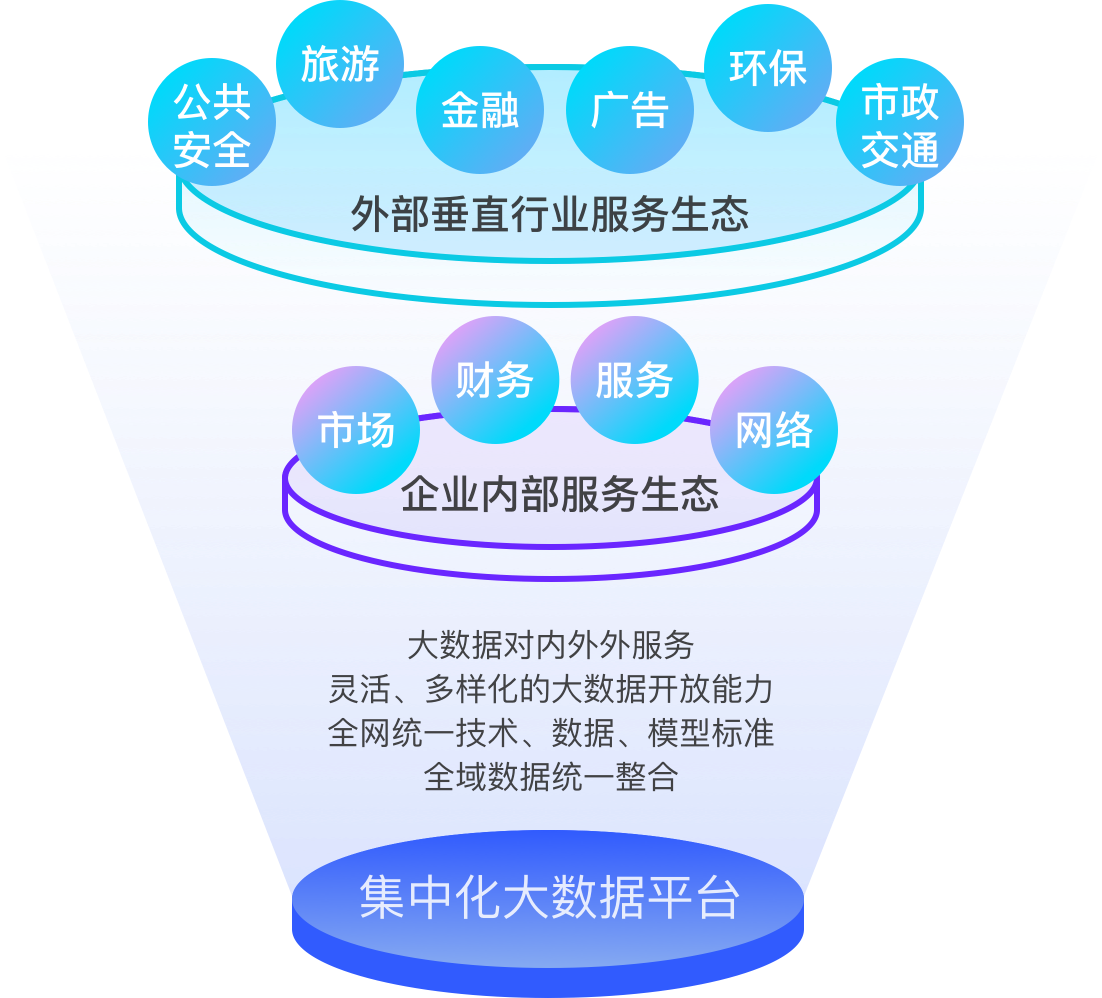 公共
安全
旅游
金融
广告
环保
市政
交通
外部垂直行业服务生态
市场
财务
服务
网络
企业内部服务生态
大数据对内外外服务
灵活、多样化的大数据开放能力
全网统一技术、数据、模型标准
全域数据统一整合
集中化大数据平台